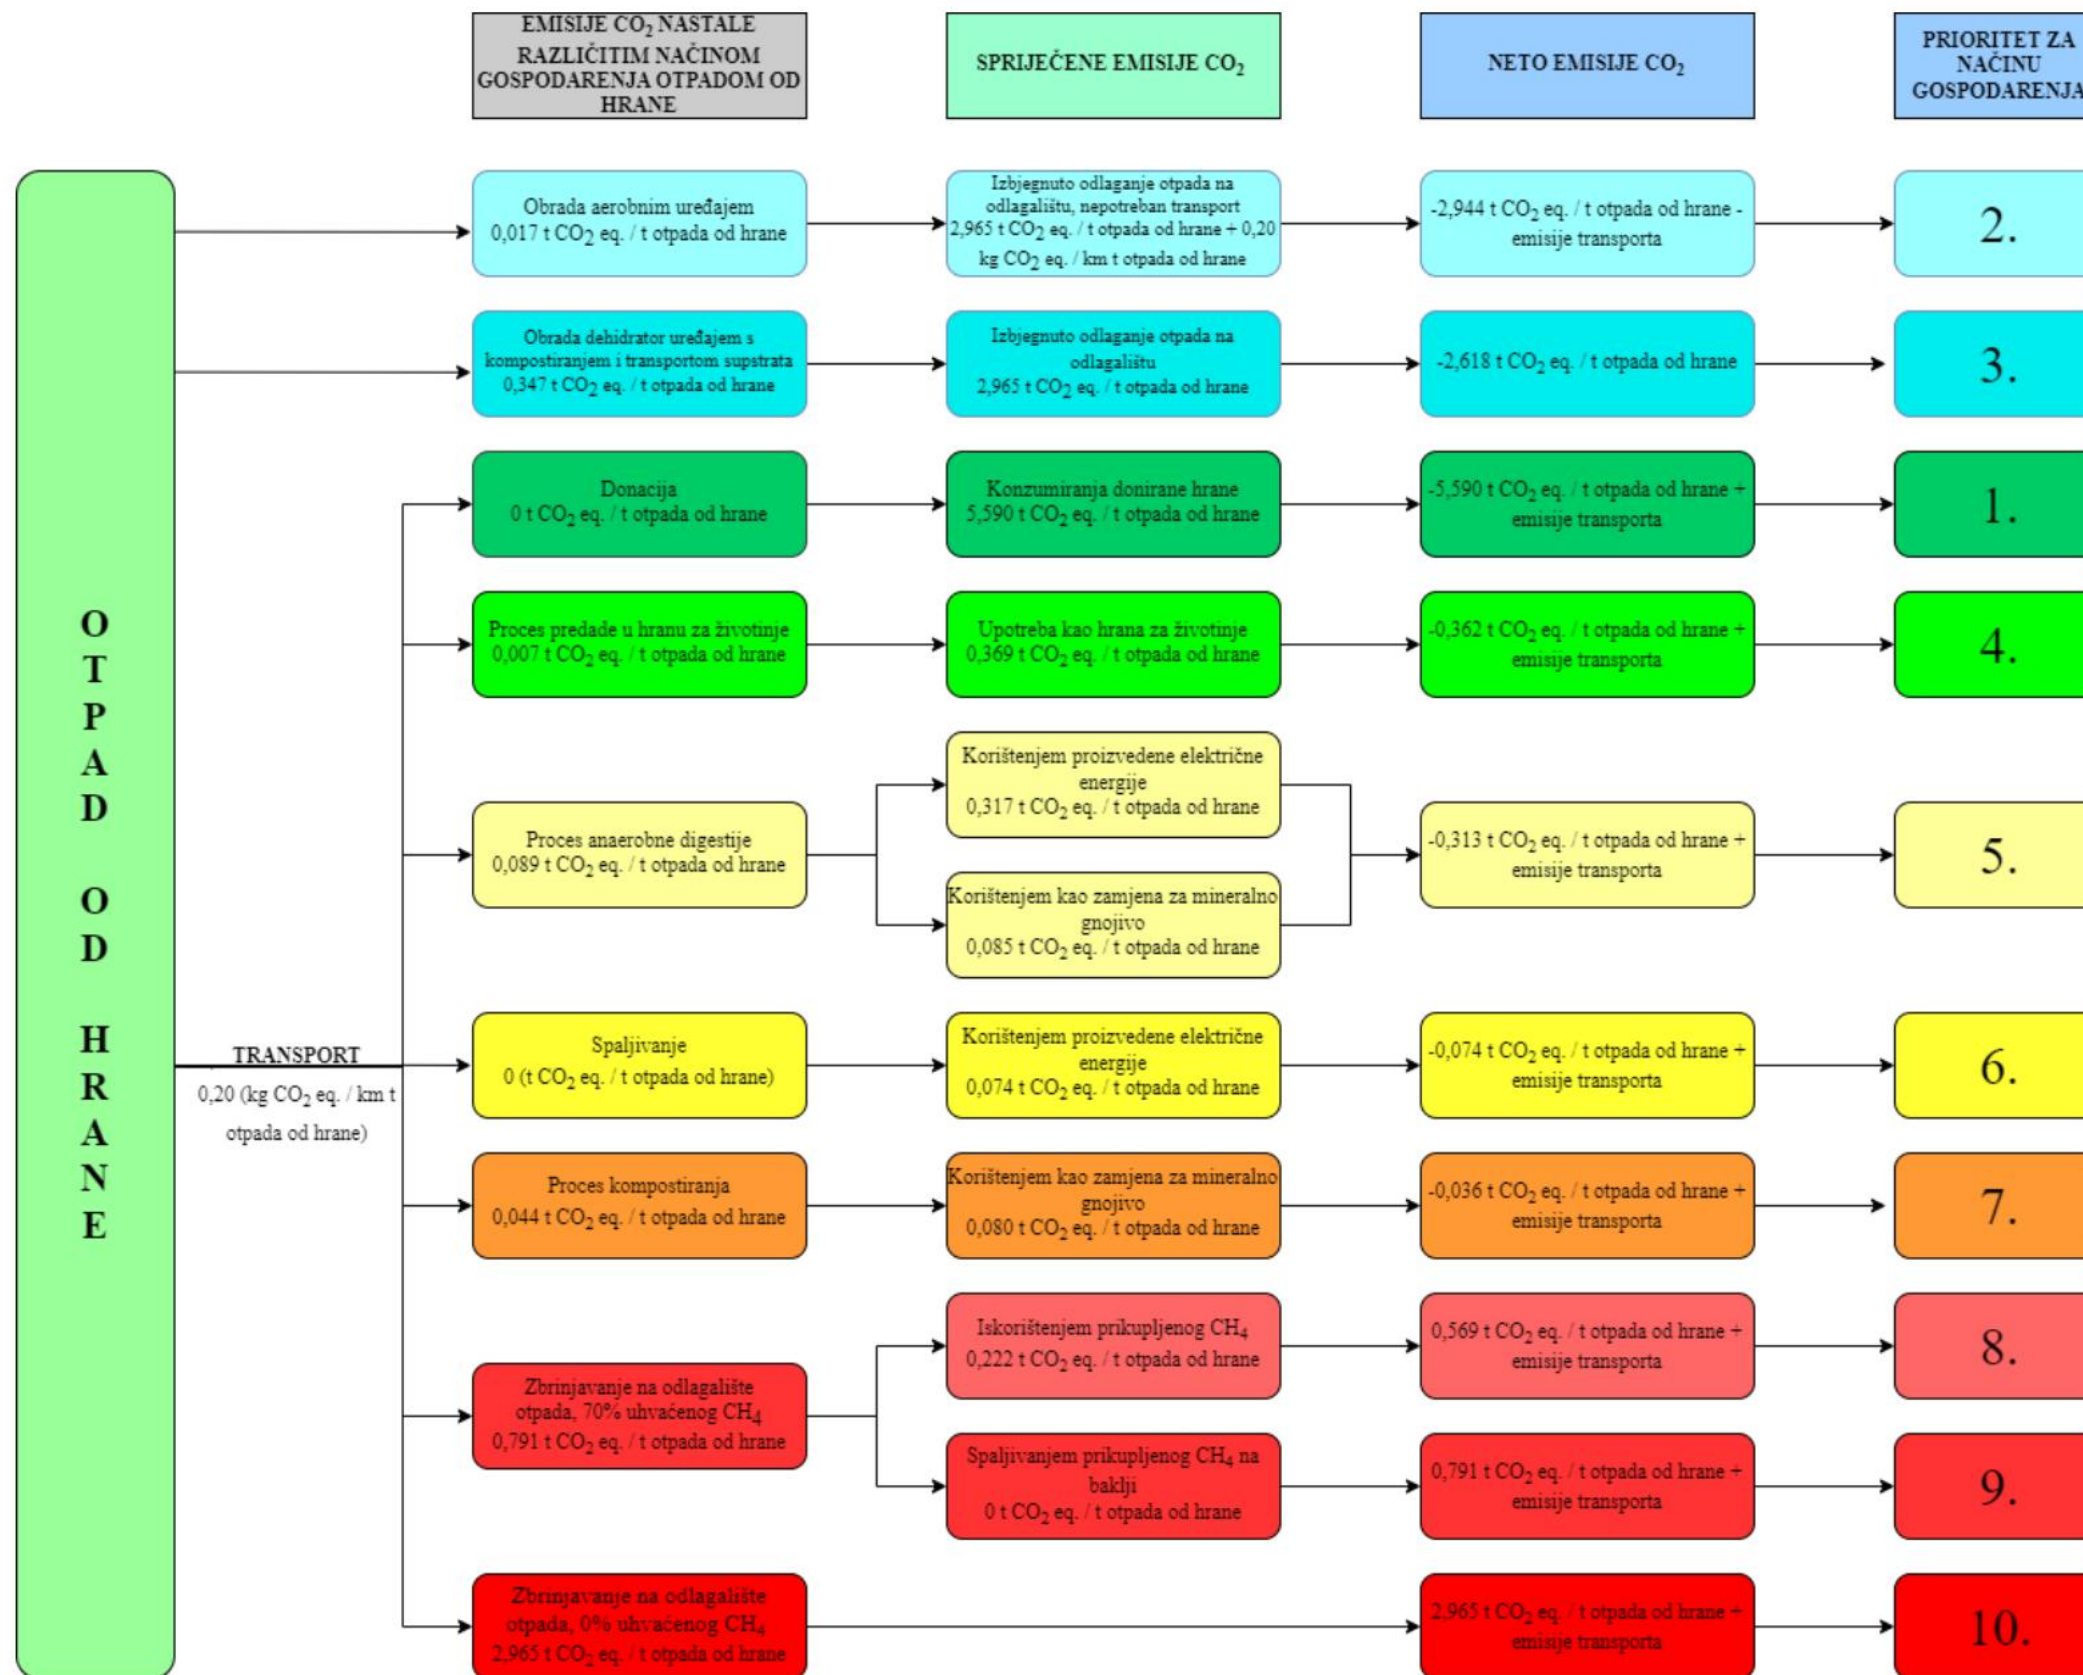 EMISIJE CO₂ NASTALE
RAZLIČITIM NAČINOM
GOSPODARENJA OTPADOM OD
HRANE
SPRIJEČENE EMISIJE CO₂
NETO EMISIJE CO₂
PRIORITET ZA
NAČINU
GOSPODARENJA
OTPAD OD HRANE
TRANSPORT
0,20 (kg CO₂ eq. / km t
otpada od hrane)
Obrada aerobnim uređajem
0,017 t CO₂ eq. / t otpada od hrane
Izbjegnuto odlaganje otpada na
odlagalištu, nepotreban transport
2,965 t CO₂ eq. / t otpada od hrane + 0,20
kg CO₂ eq. / km t otpada od hrane
-2,944 t CO₂ eq. / t otpada od hrane -
emisije transporta
2.
Obrada dehidrator uređajem s
kompostiranjem i transportom supstrata
0,347 t CO₂ eq. / t otpada od hrane
Izbjegnuto odlaganje otpada na
odlagalištu
2,965 t CO₂ eq. / t otpada od hrane
-2,618 t CO₂ eq. / t otpada od hrane
3.
Donacija
0 t CO₂ eq. / t otpada od hrane
Konzumiranja donirane hrane
5,590 t CO₂ eq. / t otpada od hrane
-5,590 t CO₂ eq. / t otpada od hrane +
emisije transporta
1.
Proces predade u hranu za životinje
0,007 t CO₂ eq. / t otpada od hrane
Upotreba kao hrana za životinje
0,369 t CO₂ eq. / t otpada od hrane
-0,362 t CO₂ eq. / t otpada od hrane +
emisije transporta
4.
Proces anaerobne digestije
0,089 t CO₂ eq. / t otpada od hrane
Korištenjem proizvedene električne
energije
0,317 t CO₂ eq. / t otpada od hrane
Korištenjem kao zamjena za mineralno
gnojivo
0,085 t CO₂ eq. / t otpada od hrane
-0,313 t CO₂ eq. / t otpada od hrane +
emisije transporta
5.
Spaljivanje
0 (t CO₂ eq. / t otpada od hrane)
Korištenjem proizvedene električne
energije
0,074 t CO₂ eq. / t otpada od hrane
-0,074 t CO₂ eq. / t otpada od hrane +
emisije transporta
6.
Proces kompostiranja
0,044 t CO₂ eq. / t otpada od hrane
Korištenjem kao zamjena za mineralno
gnojivo
0,080 t CO₂ eq. / t otpada od hrane
-0,036 t CO₂ eq. / t otpada od hrane +
emisije transporta
7.
Zbrinjavanje na odlagalište
otpada, 70% uhvaćenog CH₄
0,791 t CO₂ eq. / t otpada od hrane
Iskorištenjem prikupljenog CH₄
0,222 t CO₂ eq. / t otpada od hrane
0,569 t CO₂ eq. / t otpada od hrane +
emisije transporta
8.
Spaljivanjem prikupljenog CH₄ na
baklji
0 t CO₂ eq. / t otpada od hrane
0,791 t CO₂ eq. / t otpada od hrane +
emisije transporta
9.
Zbrinjavanje na odlagalište
otpada, 0% uhvaćenog CH₄
2,965 t CO₂ eq. / t otpada od hrane
2,965 t CO₂ eq. / t otpada od hrane +
emisije transporta
10.